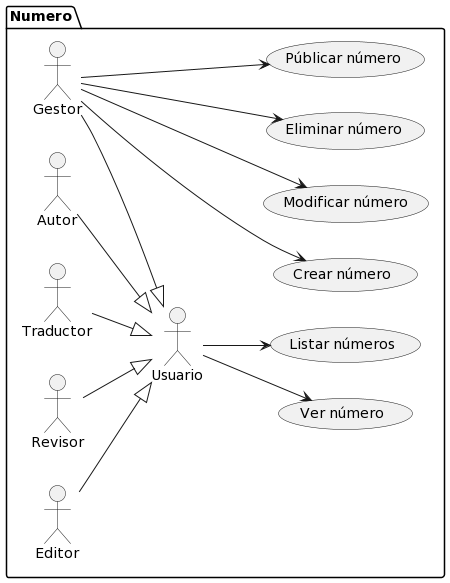 Numero
Gestor
Públicar número
Eliminar número
Modificar número
Crear número
Autor
Traductor
Usuario
Listar números
Ver número
Revisor
Editor